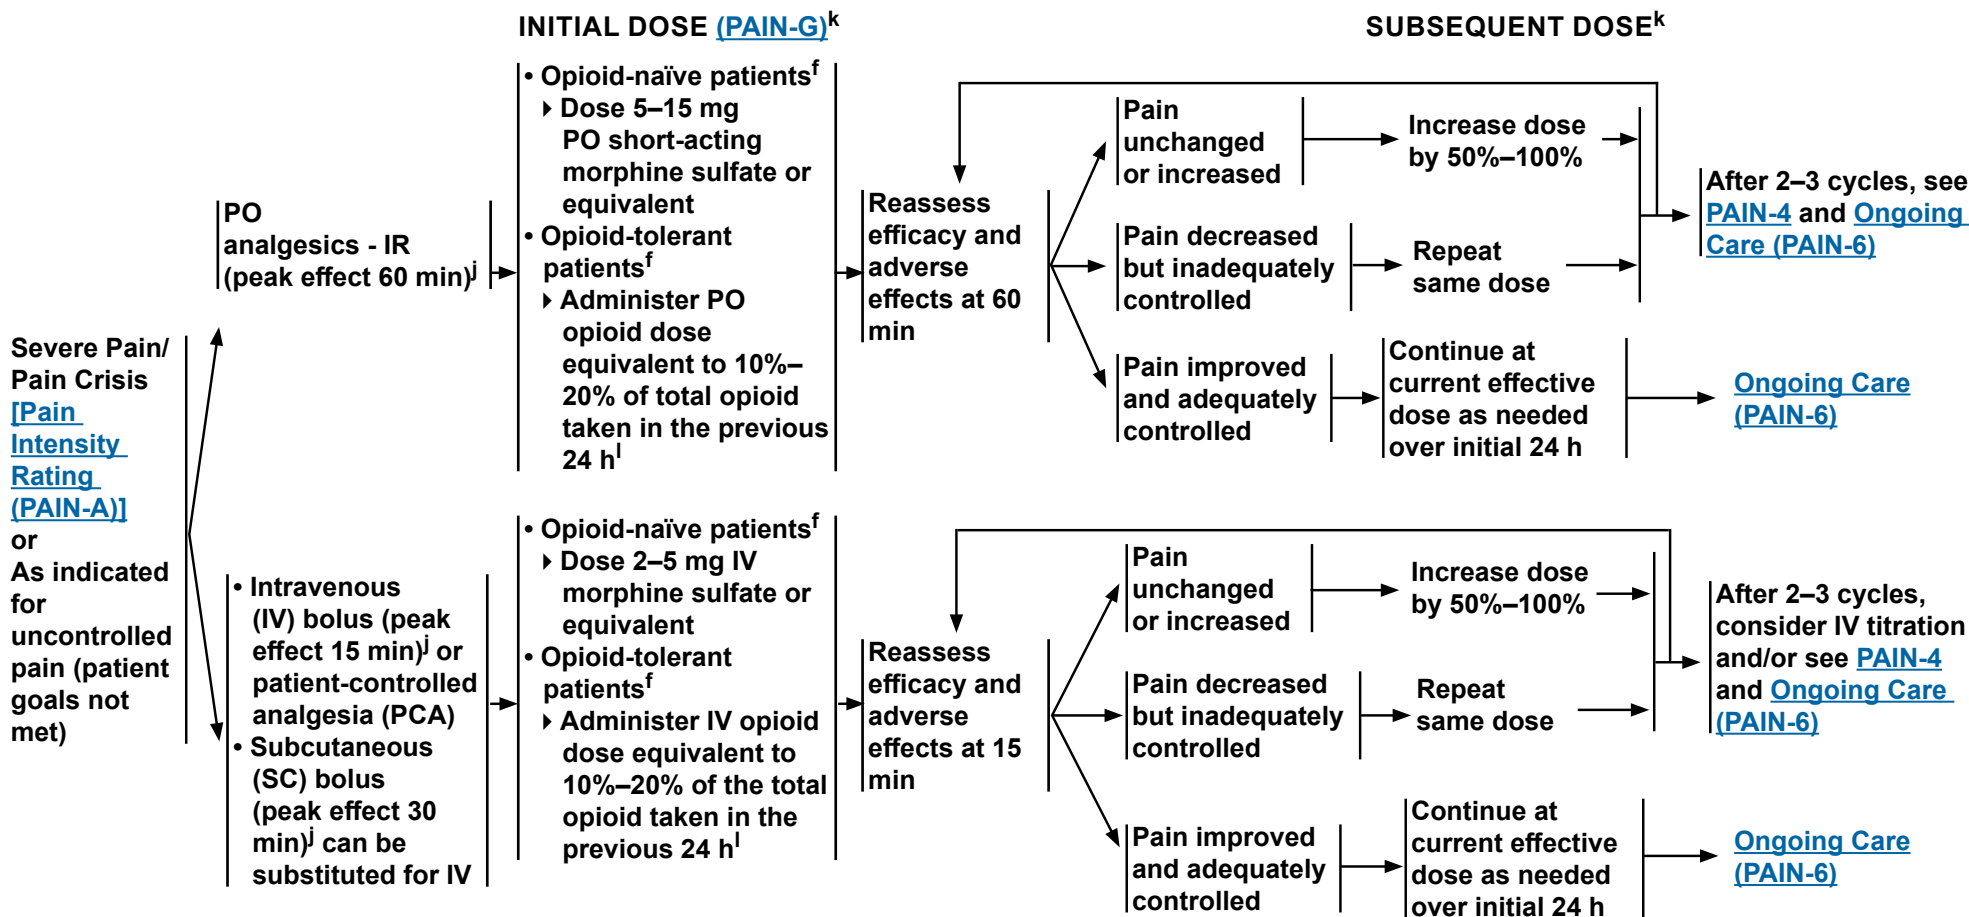 INITIAL DOSE (PAIN-G)k
SUBSEQUENT DOSEk
Severe Pain/
Pain Crisis
[Pain
Intensity
Rating
(PAIN-A)]
or
As indicated
for
uncontrolled
pain (patient
goals not
met)
PO
analgesics - IR
(peak effect 60 min)j
• Opioid-naïve patientsf
Dose 5–15 mg
PO short-acting
morphine sulfate or
equivalent
• Opioid-tolerant
patientsf
Administer PO
opioid dose
equivalent to 10%–
20% of total opioid
taken in the previous
24 hl
Reassess
efficacy and
adverse
effects at 60
min
Pain
unchanged
or increased
Increase dose
by 50%–100%
Pain decreased
but inadequately
controlled
Repeat
same dose
After 2–3 cycles, see
PAIN-4 and Ongoing
Care (PAIN-6)
Pain improved
and adequately
controlled
Continue at
current effective
dose as needed
over initial 24 h
Ongoing Care
(PAIN-6)
• Intravenous
(IV) bolus (peak
effect 15 min)j or
patient-controlled
analgesia (PCA)
• Subcutaneous
(SC) bolus
(peak effect 30
min)j can be
substituted for IV
• Opioid-naïve patientsf
Dose 2–5 mg IV
morphine sulfate or
equivalent
• Opioid-tolerant
patientsf
Administer IV opioid
dose equivalent to
10%–20% of the total
opioid taken in the
previous 24 hl
Reassess
efficacy and
adverse
effects at 15
min
Pain
unchanged
or increased
Increase dose
by 50%–100%
Pain decreased
but inadequately
controlled
Repeat
same dose
After 2–3 cycles,
consider IV titration
and/or see PAIN-4
and Ongoing Care
(PAIN-6)
Pain improved
and adequately
controlled
Continue at
current effective
dose as needed
over initial 24 h
Ongoing Care
(PAIN-6)